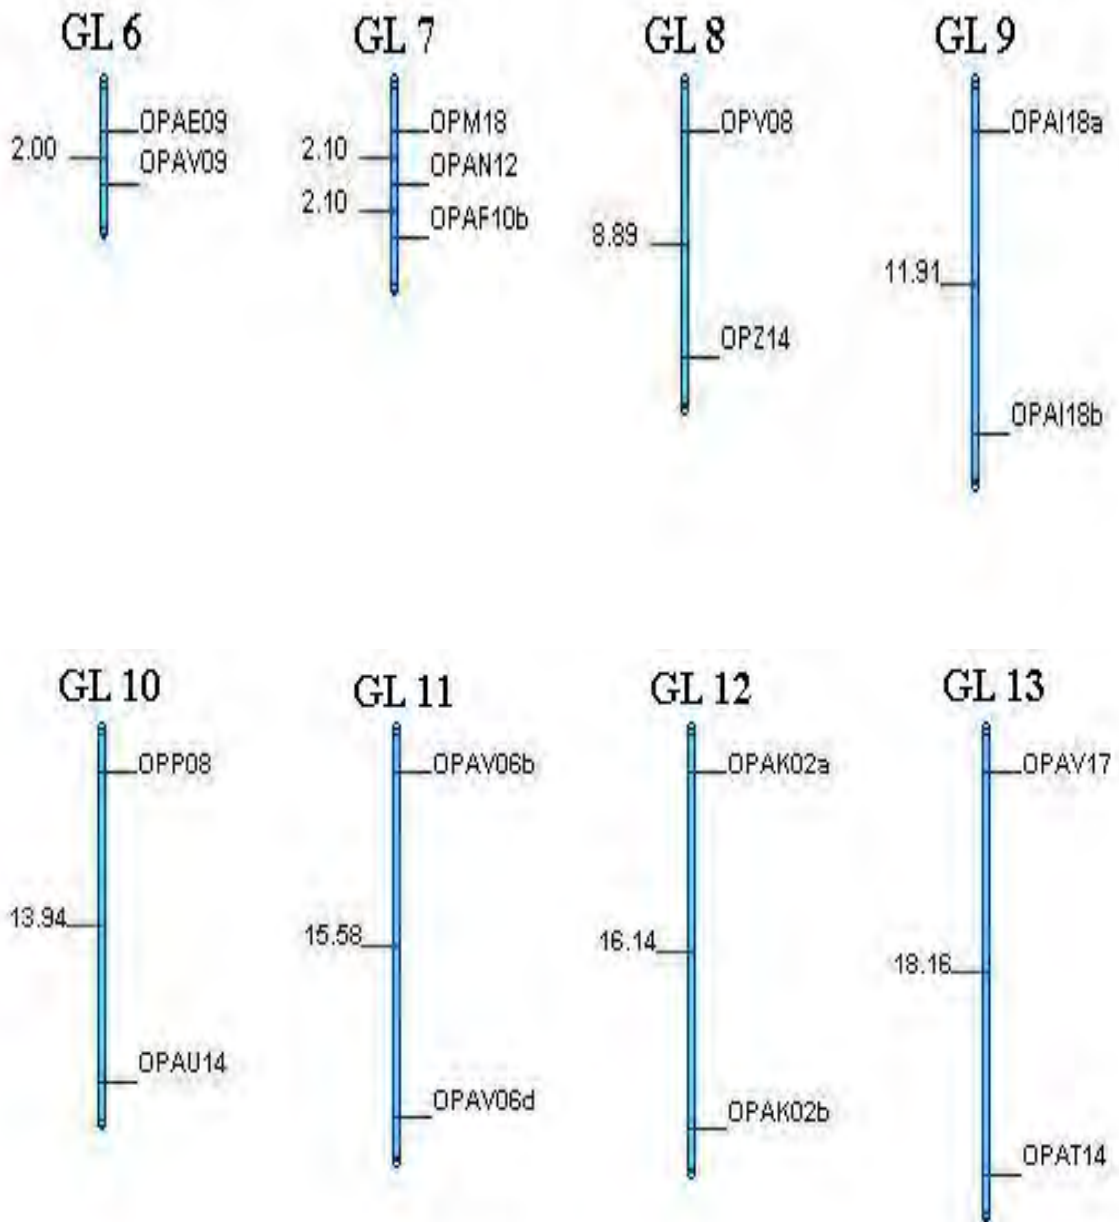 GL 6
OPAE09
2.00
OPAV09
GL 7
OPM18
2.10
OPAN12
2.10
OPAF10b
GL 8
OPV08
8.89
OPZ14
GL 9
OPAI18a
11.91
OPAI18b
GL 10
OPP08
13.94
OPAU14
GL 11
OPAV06b
15.58
OPAV06d
GL 12
OPAK02a
16.14
OPAK02b
GL 13
OPAV17
18.16
OPAT14